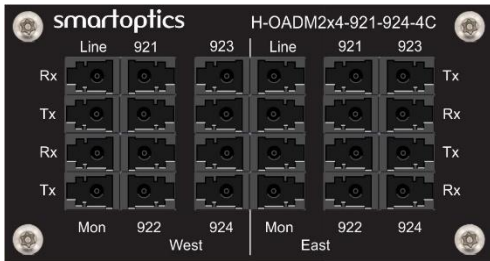 smartoptics H-OADM2x4-921-924-4C
Line 921 923 Line 921 923
Rx Tx
Tx Rx
Rx Tx
Tx Rx
Mon 922 924 Mon 922 924
West East